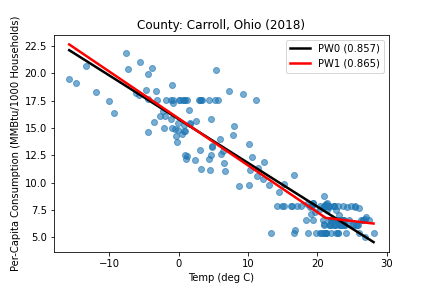 County: Carroll, Ohio (2018)
PW0 (0.857)
PW1 (0.865)
Per-Capita Consumption (MMBtu/1000 Households)
22.5
20.0
17.5
15.0
12.5
10.0
7.5
5.0
−10
0
10
20
30
Temp (deg C)